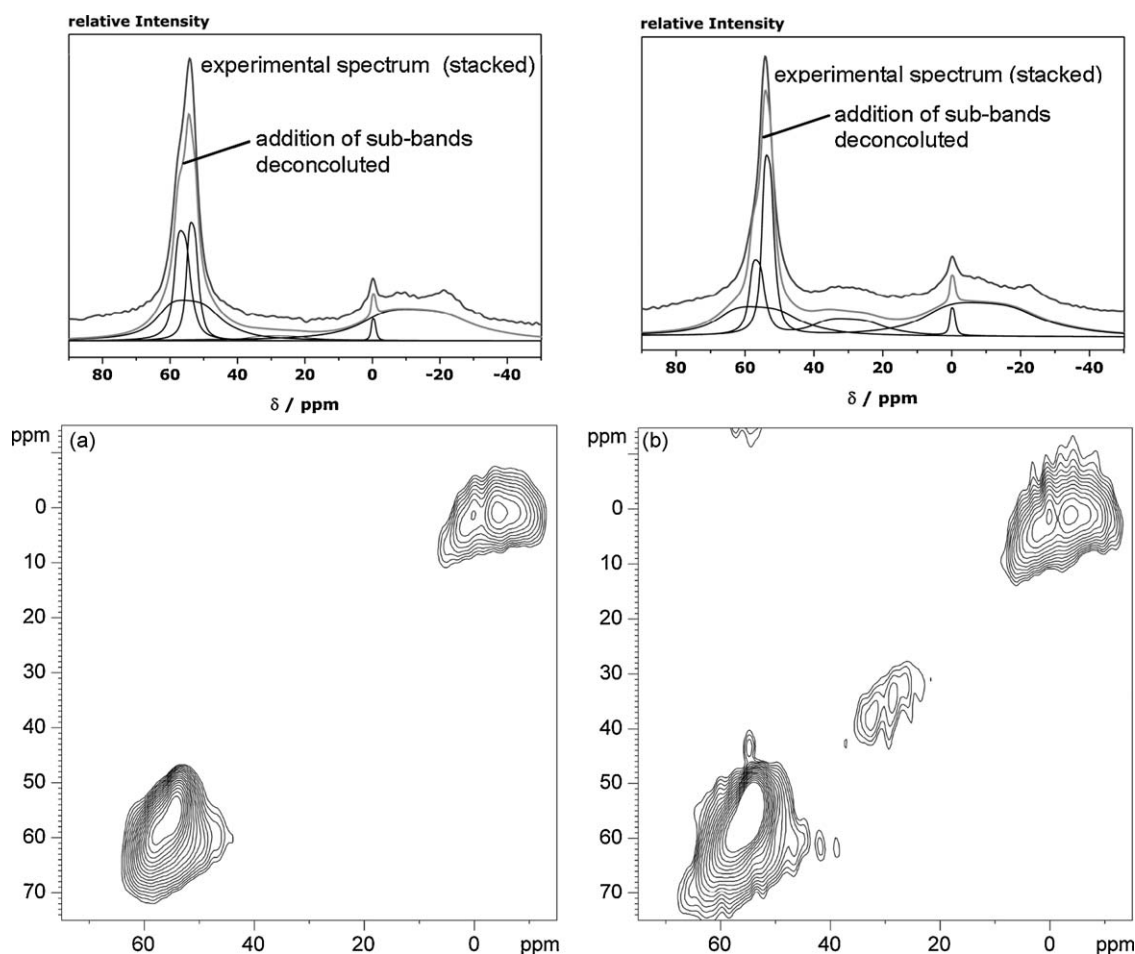 relative Intensity
experimental spectrum (stacked)
addition of sub-bands
deconcoluted
80 60 40 20 0 -20 -40
δ / ppm
relative Intensity
experimental spectrum (stacked)
addition of sub-bands
deconcoluted
80 60 40 20 0 -20 -40
δ / ppm
ppm
(a)
0
10
20
30
40
50
60
70
60 40 20 0 ppm
ppm
(b)
0
10
20
30
40
50
60
70
60 40 20 0 ppm